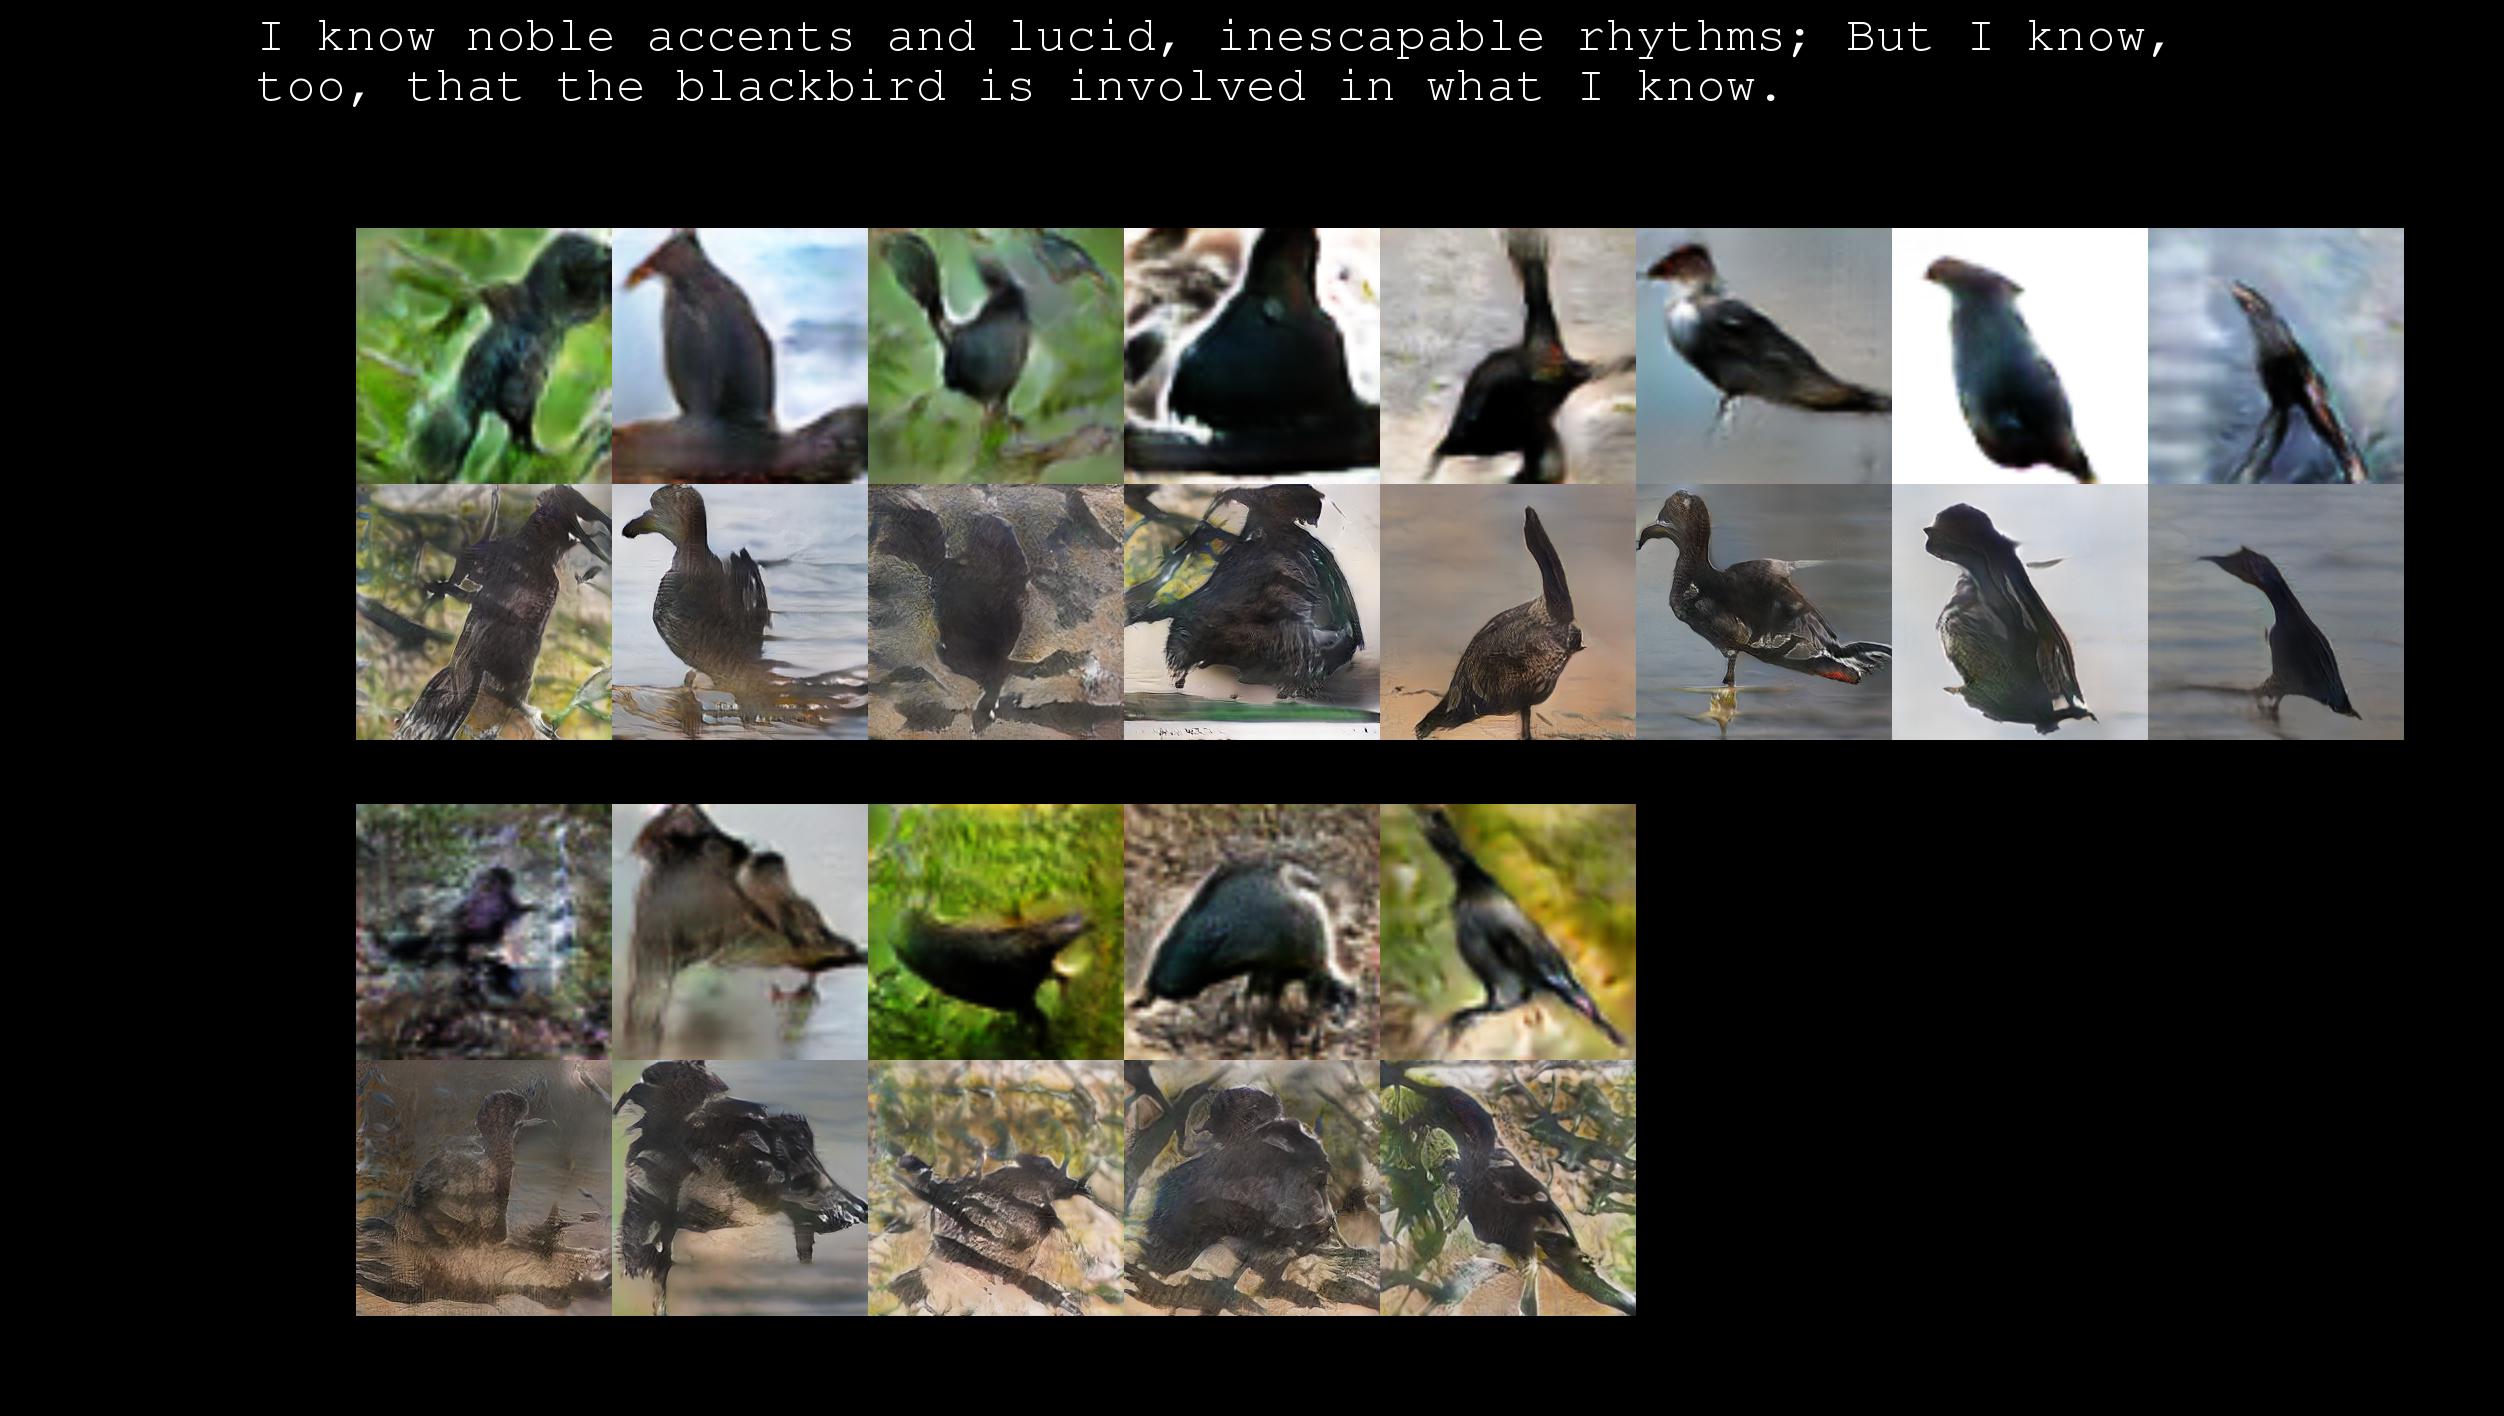 I know noble accents and lucid, inescapable rhythms; But I know,
too, that the blackbird is involved in what I know.